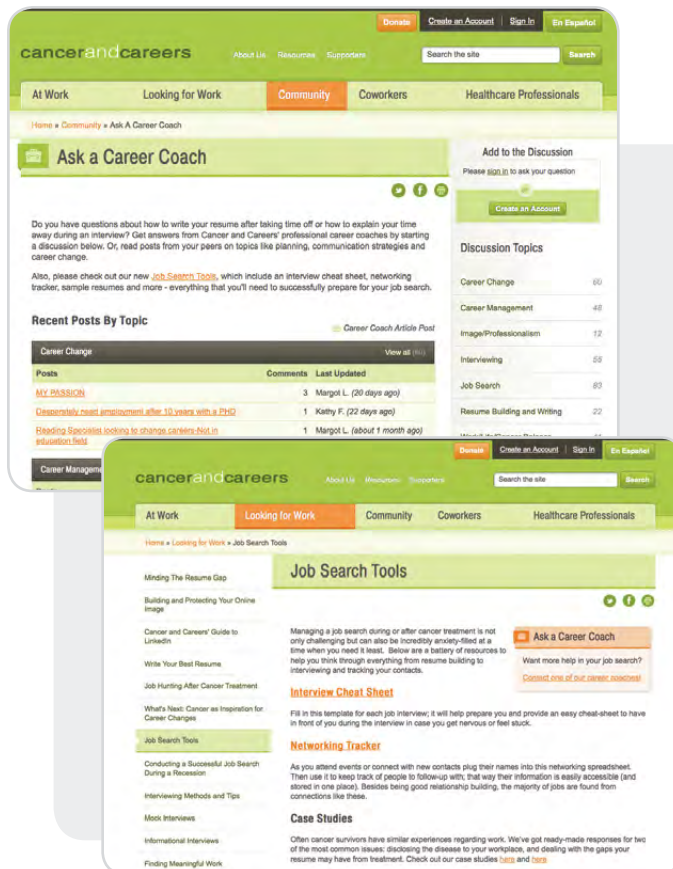 Donate Create an Account | Sign In En Español
cancerandcareers
About Us Resources Supporters
Search the site Search
At Work Looking for Work Community Coworkers Healthcare Professionals
Home » Community » Ask A Career Coach
Ask a Career Coach
Do you have questions about how to write your resume after taking time off or how to explain your time
away during an interview? Get answers from Cancer and Careers' professional career coaches by starting
a discussion below. Or, read posts from your peers on topics like planning, communication strategies and
career change.
Also, please check out our new Job Search Tools, which include an interview cheat sheet, networking
tracker, sample resumes and more - everything that you'll need to successfully prepare for your job search.
Recent Posts By Topic
Career Coach Article Post
Career Change View all
Posts Comments Last Updated
MY PASSION 3 Margot L. (20 days ago)
Desperately need employment after 10 years with a PHD 1 Kathy F. (22 days ago)
Reading Specialist looking to change careers-Not in
education field 1 Margot L. (about 1 month ago)
Add to the Discussion
Please sign in to ask your question
Create an Account
Discussion Topics
Career Change 60
Career Management 48
Image/Professionalism 12
Interviewing
Job Search
Resume Building and Writing 22
Donate Create an Account | Sign In En Español
cancerandcareers
About Us Resources Supporters
Search the site Search
At Work Looking for Work Community Coworkers Healthcare Professionals
Home » Looking for Work » Job Search Tools
Minding The Resume Gap
Building and Protecting Your Online
Image
Cancer and Careers' Guide to
LinkedIn
Write Your Best Resume
Job Hunting After Cancer Treatment
What's Next: Cancer as Inspiration for
Career Changes
Job Search Tools
Conducting a Successful Job Search
During a Recession
Interviewing Methods and Tips
Mock Interviews
Informational Interviews
Finding Meaningful Work
Job Search Tools
Managing a job search during or after cancer treatment is not
only challenging but can also be incredibly anxiety-filled at a
time when you need it least. Below are a battery of resources to
help you think through everything from resume building to
interviewing and tracking your contacts.
Ask a Career Coach
Want more help in your job search?
Contact one of our career coaches!
Interview Cheat Sheet
Fill in this template for each job interview; it will help prepare you and provide an easy cheat-sheet to have
in front of you during the interview in case you get nervous or feel stuck.
Networking Tracker
As you attend events or connect with new contacts plug their names into this networking spreadsheet.
Then use it to keep track of people to follow-up with; that way their information is easily accessible (and
stored in one place). Besides being good relationship building, the majority of jobs are found from
connections like these.
Case Studies
Often cancer survivors have similar experiences regarding work. We've got ready-made responses for two
of the most common issues: disclosing the disease to your workplace, and dealing with the gaps your
resume may have from treatment. Check out our case studies here and here